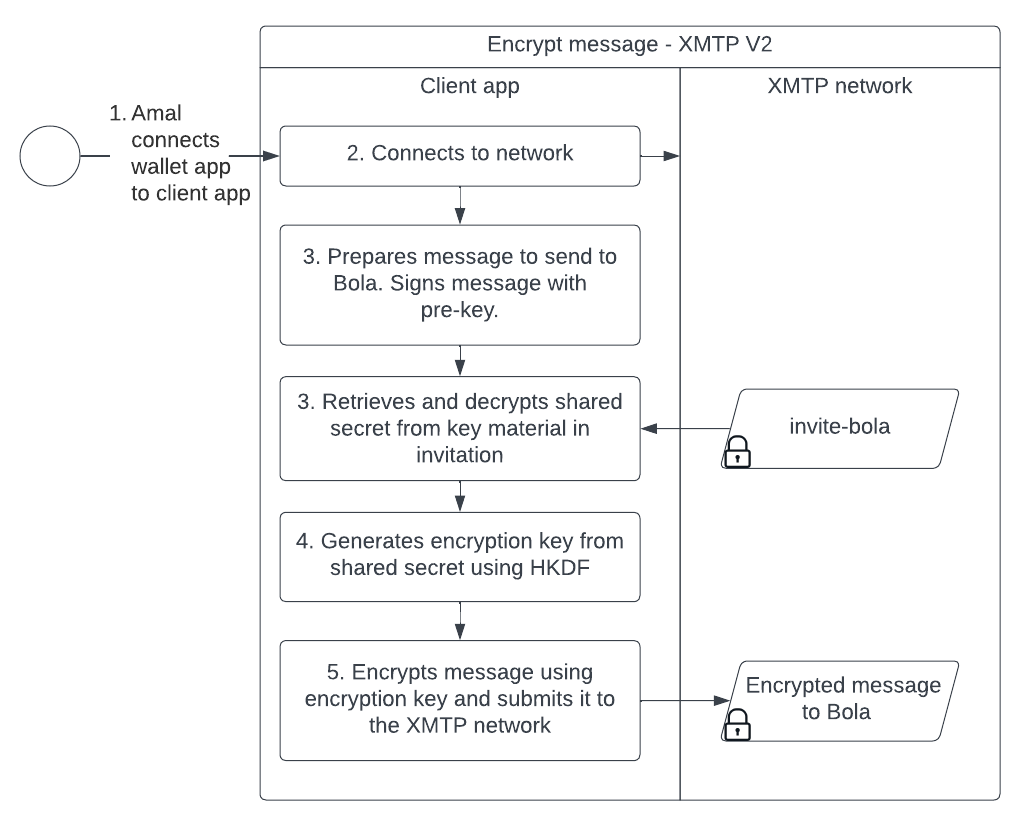 Encrypt message - XMTP V2
Client app
XMTP network
1. Amal
connects
wallet app
to client app
2. Connects to network
3. Prepares message to send to
Bola. Signs message with
pre-key.
3. Retrieves and decrypts shared
secret from key material in
invitation
invite-bola
4. Generates encryption key from
shared secret using HKDF
5. Encrypts message using
encryption key and submits it to
the XMTP network
Encrypted message
to Bola